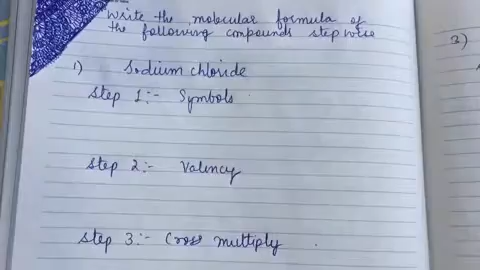 Write the molecular formula of
the following compounds step wise
1) Sodium chloride
Step 1:- Symbols
Step 2:- Valency
Step 3:- Cross multiply
3)